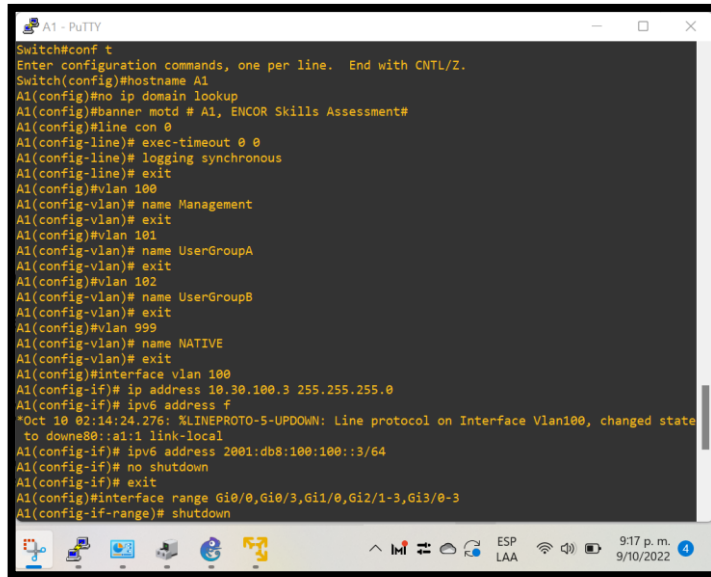 A1 - PuTTY
Switch#conf t
Enter configuration commands, one per line.  End with CNTL/Z.
Switch(config)#hostname A1
A1(config)#no ip domain lookup
A1(config)#banner motd # A1, ENCOR Skills Assessment#
A1(config)#line con 0
A1(config-line)# exec-timeout 0 0
A1(config-line)# logging synchronous
A1(config-line)# exit
A1(config)#vlan 100
A1(config-vlan)# name Management
A1(config-vlan)# exit
A1(config)#vlan 101
A1(config-vlan)# name UserGroupA
A1(config-vlan)# exit
A1(config)#vlan 102
A1(config-vlan)# name UserGroupB
A1(config-vlan)# exit
A1(config)#vlan 999
A1(config-vlan)# name NATIVE
A1(config-vlan)# exit
A1(config)#interface vlan 100
A1(config-if)# ip address 10.30.100.3 255.255.255.0
A1(config-if)# ipv6 address f
*Oct 10 02:14:24.276: %LINEPROTO-5-UPDOWN: Line protocol on Interface Vlan100, changed state
 to downe80::a1:1 link-local
A1(config-if)# ipv6 address 2001:db8:100:100::3/64
A1(config-if)# no shutdown
A1(config-if)# exit
A1(config)#interface range Gi0/0,Gi0/3,Gi1/0,Gi2/1-3,Gi3/0-3
A1(config-if-range)# shutdown
ESP
LAA
9:17 p. m.
9/10/2022
4